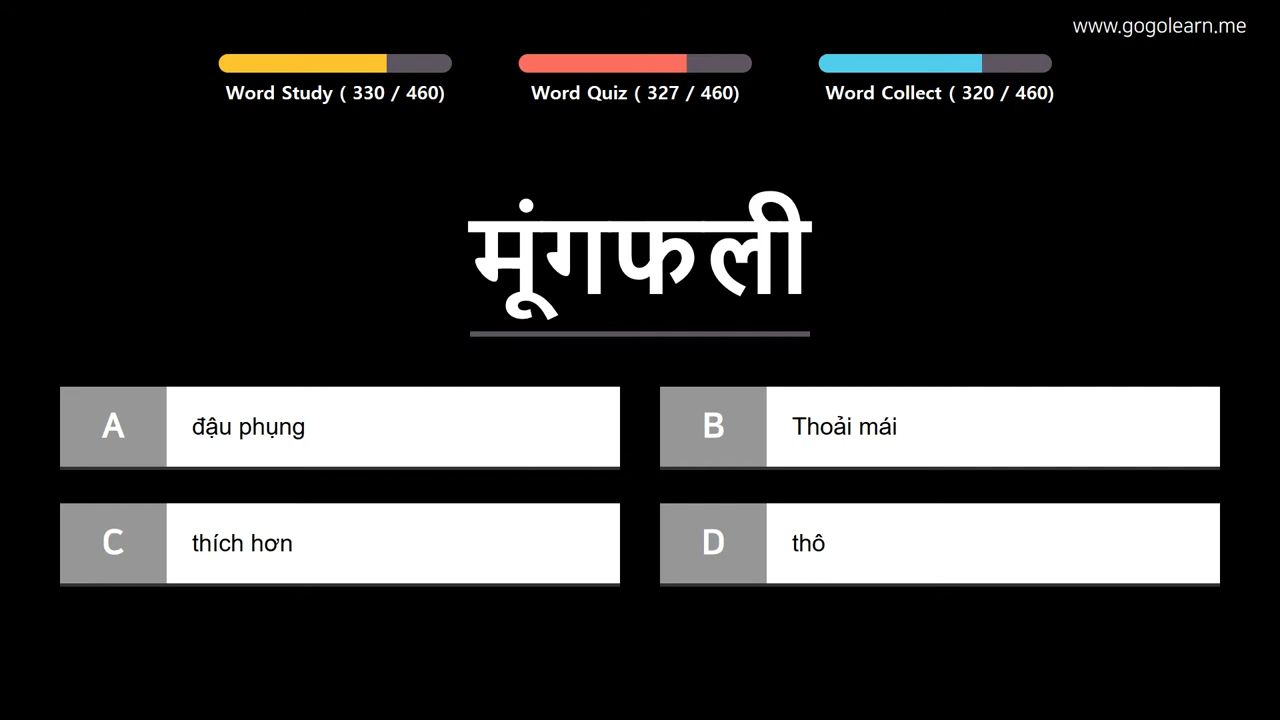 www.gogolearn.me
Word Study ( 330 / 460)
Word Quiz ( 327 / 460)
Word Collect ( 320 / 460)
मूंगफली
A
đậu phụng
B
Thoải mái
C
thích hơn
D
thô